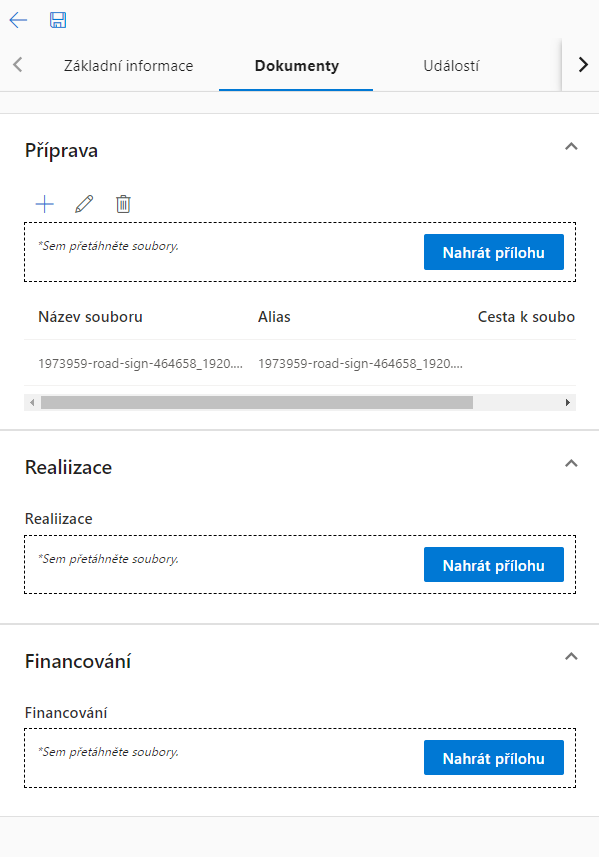 Základní informace Dokumenty Událostí
Příprava
*Sem přetáhněte soubory.
Nahrát přílohu
Název souboru Alias Cesta k soubo
1973959-road-sign-464658_1920.... 1973959-road-sign-464658_1920....
Realiizace
Realiizace
*Sem přetáhněte soubory.
Nahrát přílohu
Financování
Financování
*Sem přetáhněte soubory.
Nahrát přílohu